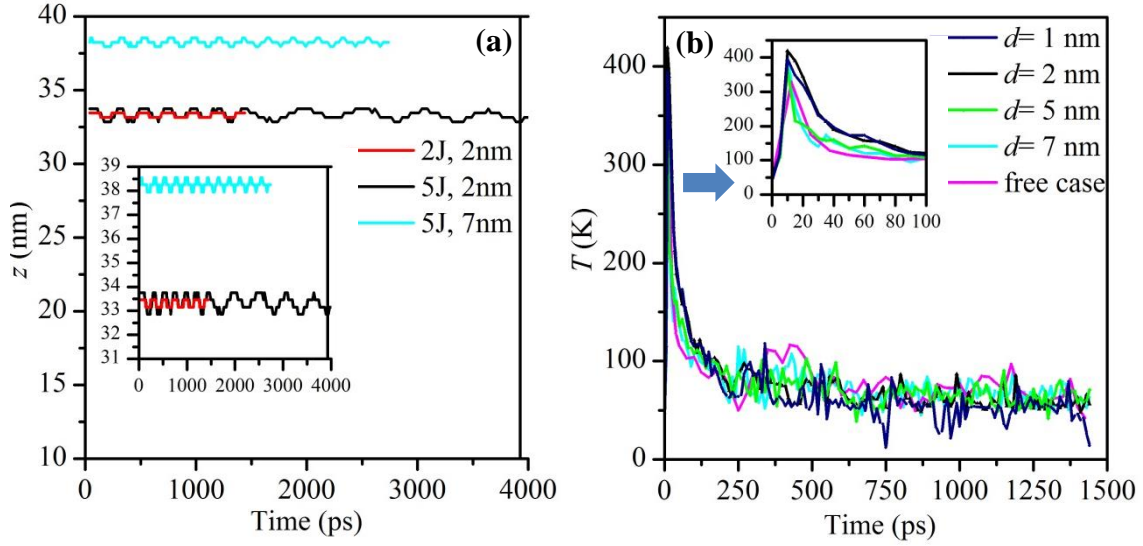 (a)
40
35
30
25
20
15
10
z (nm)
0 1000 2000 3000 4000
Time (ps)
2J, 2nm
5J, 2nm
5J, 7nm
39
38
37
36
35
34
33
32
31
0 1000 2000 3000 4000
(b)
400
300
200
100
0
T (K)
0 250 500 750 1000 1250 1500
Time (ps)
d= 1 nm
d= 2 nm
d= 5 nm
d= 7 nm
free case
400
300
200
150
100
0
0 20 40 60 80 100